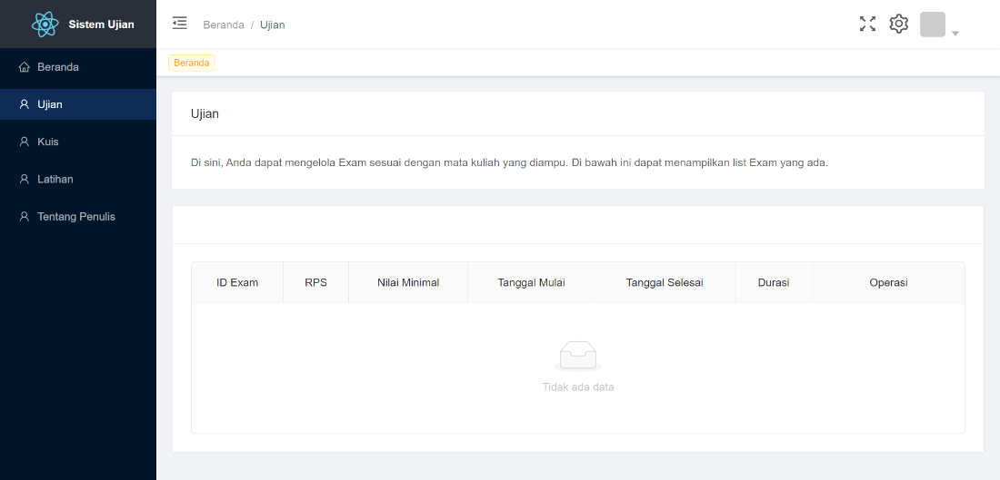 Sistem Ujian
Beranda / Ujian
Beranda
Beranda
Ujian
Kuis
Latihan
Tentang Penulis
Ujian
Di sini, Anda dapat mengelola Exam sesuai dengan mata kuliah yang diampu. Di bawah ini dapat menampilkan list Exam yang ada.
ID Exam RPS Nilai Minimal Tanggal Mulai Tanggal Selesai Durasi Operasi
Tidak ada data